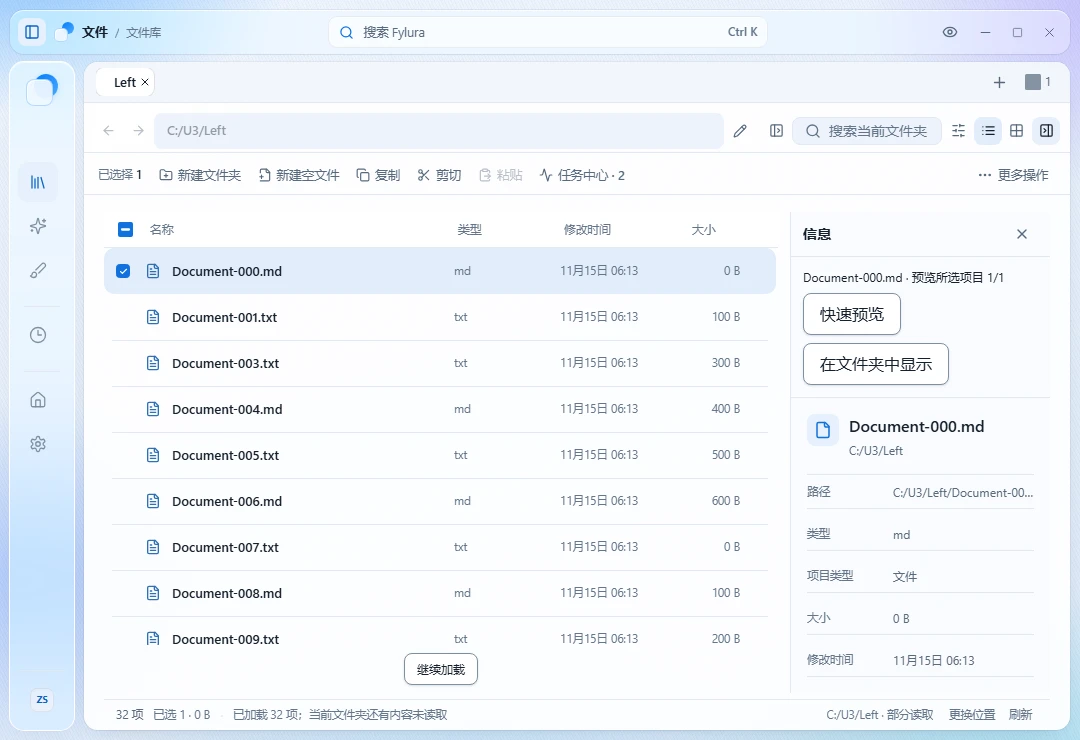 文件 / 文件库
搜索 Fylura Ctrl K
Left
1
C:/U3/Left
搜索当前文件夹
已选择 1 新建文件夹 新建空文件 复制 剪切 粘贴 任务中心 · 2 ··· 更多操作
名称 类型 修改时间 大小
Document-000.md md 11月15日 06:13 0 B
Document-001.txt txt 11月15日 06:13 100 B
Document-003.txt txt 11月15日 06:13 300 B
Document-004.md md 11月15日 06:13 400 B
Document-005.txt txt 11月15日 06:13 500 B
Document-006.md md 11月15日 06:13 600 B
Document-007.txt txt 11月15日 06:13 0 B
Document-008.md md 11月15日 06:13 100 B
Document-009.txt txt 11月15日 06:13 200 B
继续加载
信息
Document-000.md · 预览所选项目 1/1
快速预览
在文件夹中显示
Document-000.md
C:/U3/Left
路径 C:/U3/Left/Document-00...
类型 md
项目类型 文件
大小 0 B
修改时间 11月15日 06:13
ZS
32 项 已选 1 · 0 B · 已加载 32 项；当前文件夹还有内容未读取
C:/U3/Left · 部分读取 更换位置 刷新